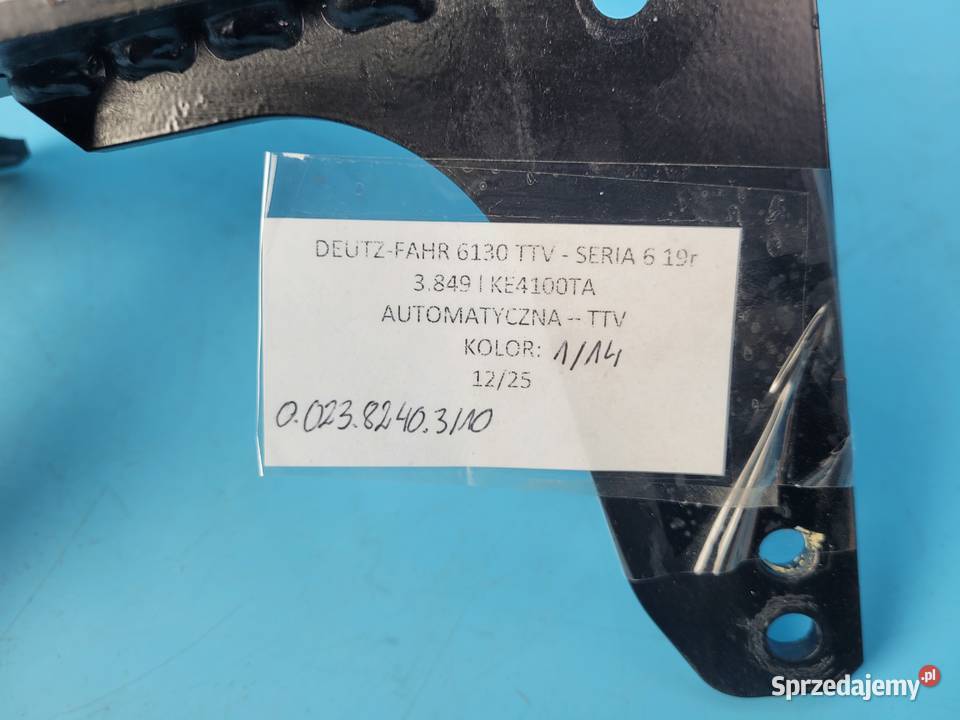 DEUTZ-FAHR 6130 TTV - SERIA 6 19r
3.849 l KE4100TA
AUTOMATYCZNA -- TTV
KOLOR: 1/14
12/25
0.023.8240.3/10
Sprzedajemy.pl